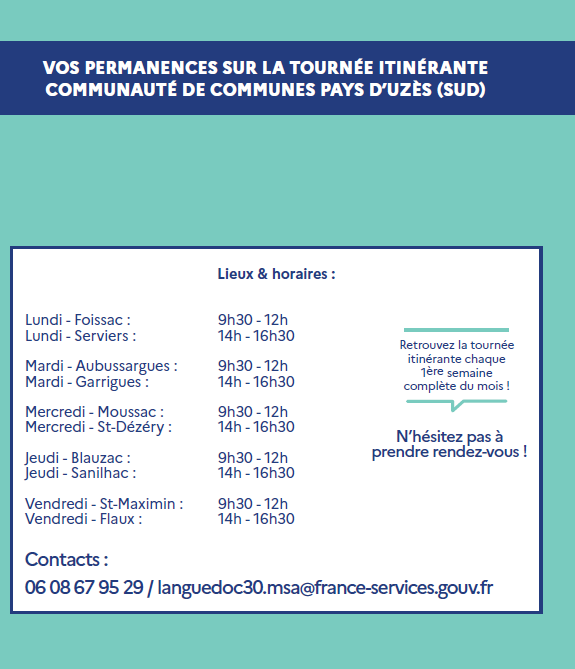 VOS PERMANENCES SUR LA TOURNÉE ITINÉRANTE
COMMUNAUTÉ DE COMMUNES PAYS D'UZÈS (SUD)
Lieux & horaires :
Lundi - Foissac : 9h30 - 12h
Lundi - Serviers : 14h - 16h30
Mardi - Aubussargues : 9h30 - 12h
Mardi - Garrigues : 14h - 16h30
Mercredi - Moussac : 9h30 - 12h
Mercredi - St-Dézéry : 14h - 16h30
Jeudi - Blauzac : 9h30 - 12h
Jeudi - Sanilhac : 14h - 16h30
Vendredi - St-Maximin : 9h30 - 12h
Vendredi - Flaux : 14h - 16h30
Retrouvez la tournée
itinérante chaque
1ère semaine
complète du mois !
N'hésitez pas à
prendre rendez-vous !
Contacts :
06 08 67 95 29 / languedoc30.msa@france-services.gouv.fr